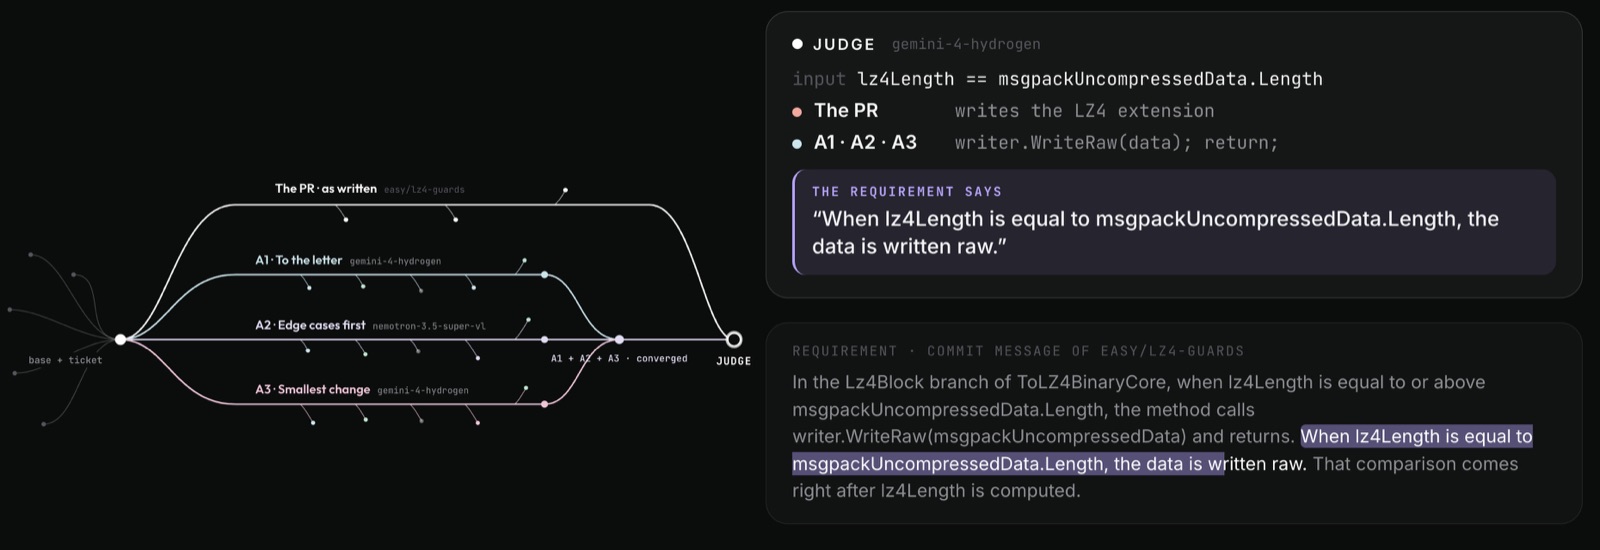 The PR · as written easy/lz4-guards
A1 · To the letter gemini-4-hydrogen
A2 · Edge cases first nemotron-3.5-super-vl
base + ticket
A1 + A2 + A3 · converged
JUDGE
A3 · Smallest change gemini-4-hydrogen
JUDGE gemini-4-hydrogen
input lz4Length == msgpackUncompressedData.Length
The PR writes the LZ4 extension
A1 · A2 · A3 writer.WriteRaw(data); return;
THE REQUIREMENT SAYS
“When lz4Length is equal to msgpackUncompressedData.Length, the
data is written raw.”
REQUIREMENT · COMMIT MESSAGE OF EASY/LZ4-GUARDS
In the Lz4Block branch of ToLZ4BinaryCore, when lz4Length is equal to or above
msgpackUncompressedData.Length, the method calls
writer.WriteRaw(msgpackUncompressedData) and returns. When lz4Length is equal to
msgpackUncompressedData.Length, the data is written raw. That comparison comes
right after lz4Length is computed.